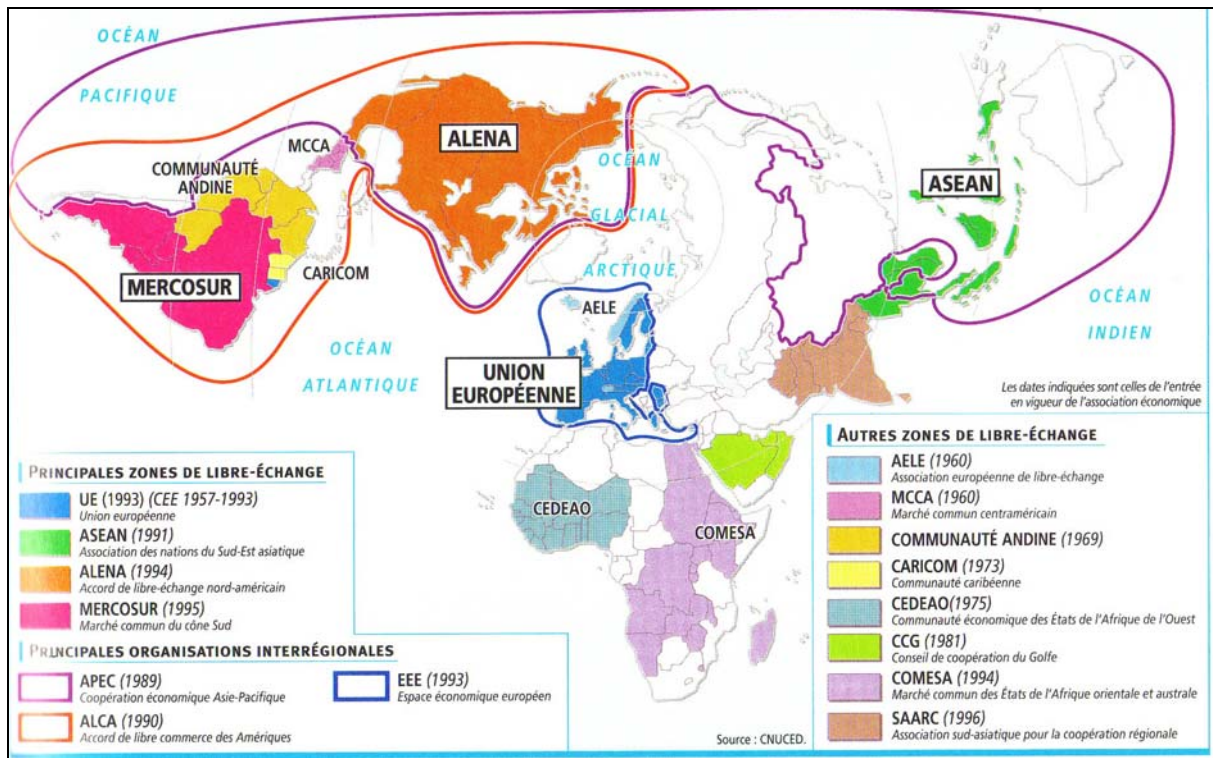 OCÉAN
PACIFIQUE
MCCA
ALENA
COMMUNAUTÉ
ANDINE
OCÉAN
GLACIAL
ARCTIQUE
ASEAN
CARICOM
MERCOSUR
AELE
OCÉAN
INDIEN
OCÉAN
ATLANTIQUE
UNION
EUROPÉENNE
Les dates indiquées sont celles de l'entrée
en vigueur de l'association économique
CEDEAO
COMESA
PRINCIPALES ZONES DE LIBRE-ÉCHANGE
UE (1993) (CEE 1957-1993)
Union européenne
ASEAN (1991)
Association des nations du Sud-Est asiatique
ALENA (1994)
Accord de libre-échange nord-américain
MERCOSUR (1995)
Marché commun du cône Sud
PRINCIPALES ORGANISATIONS INTERRÉGIONALES
APEC (1989)
Coopération économique Asie-Pacifique
ALCA (1990)
Accord de libre commerce des Amériques
EEE (1993)
Espace économique européen
Source : CNUCED.
AUTRES ZONES DE LIBRE-ÉCHANGE
AELE (1960)
Association européenne de libre-échange
MCCA (1960)
Marché commun centraméricain
COMMUNAUTÉ ANDINE (1969)
CARICOM (1973)
Communauté caribéenne
CEDEAO(1975)
Communauté économique des États de l'Afrique de l'Ouest
CCG (1981)
Conseil de coopération du Golfe
COMESA (1994)
Marché commun des États de l'Afrique orientale et australe
SAARC (1996)
Association sud-asiatique pour la coopération régionale